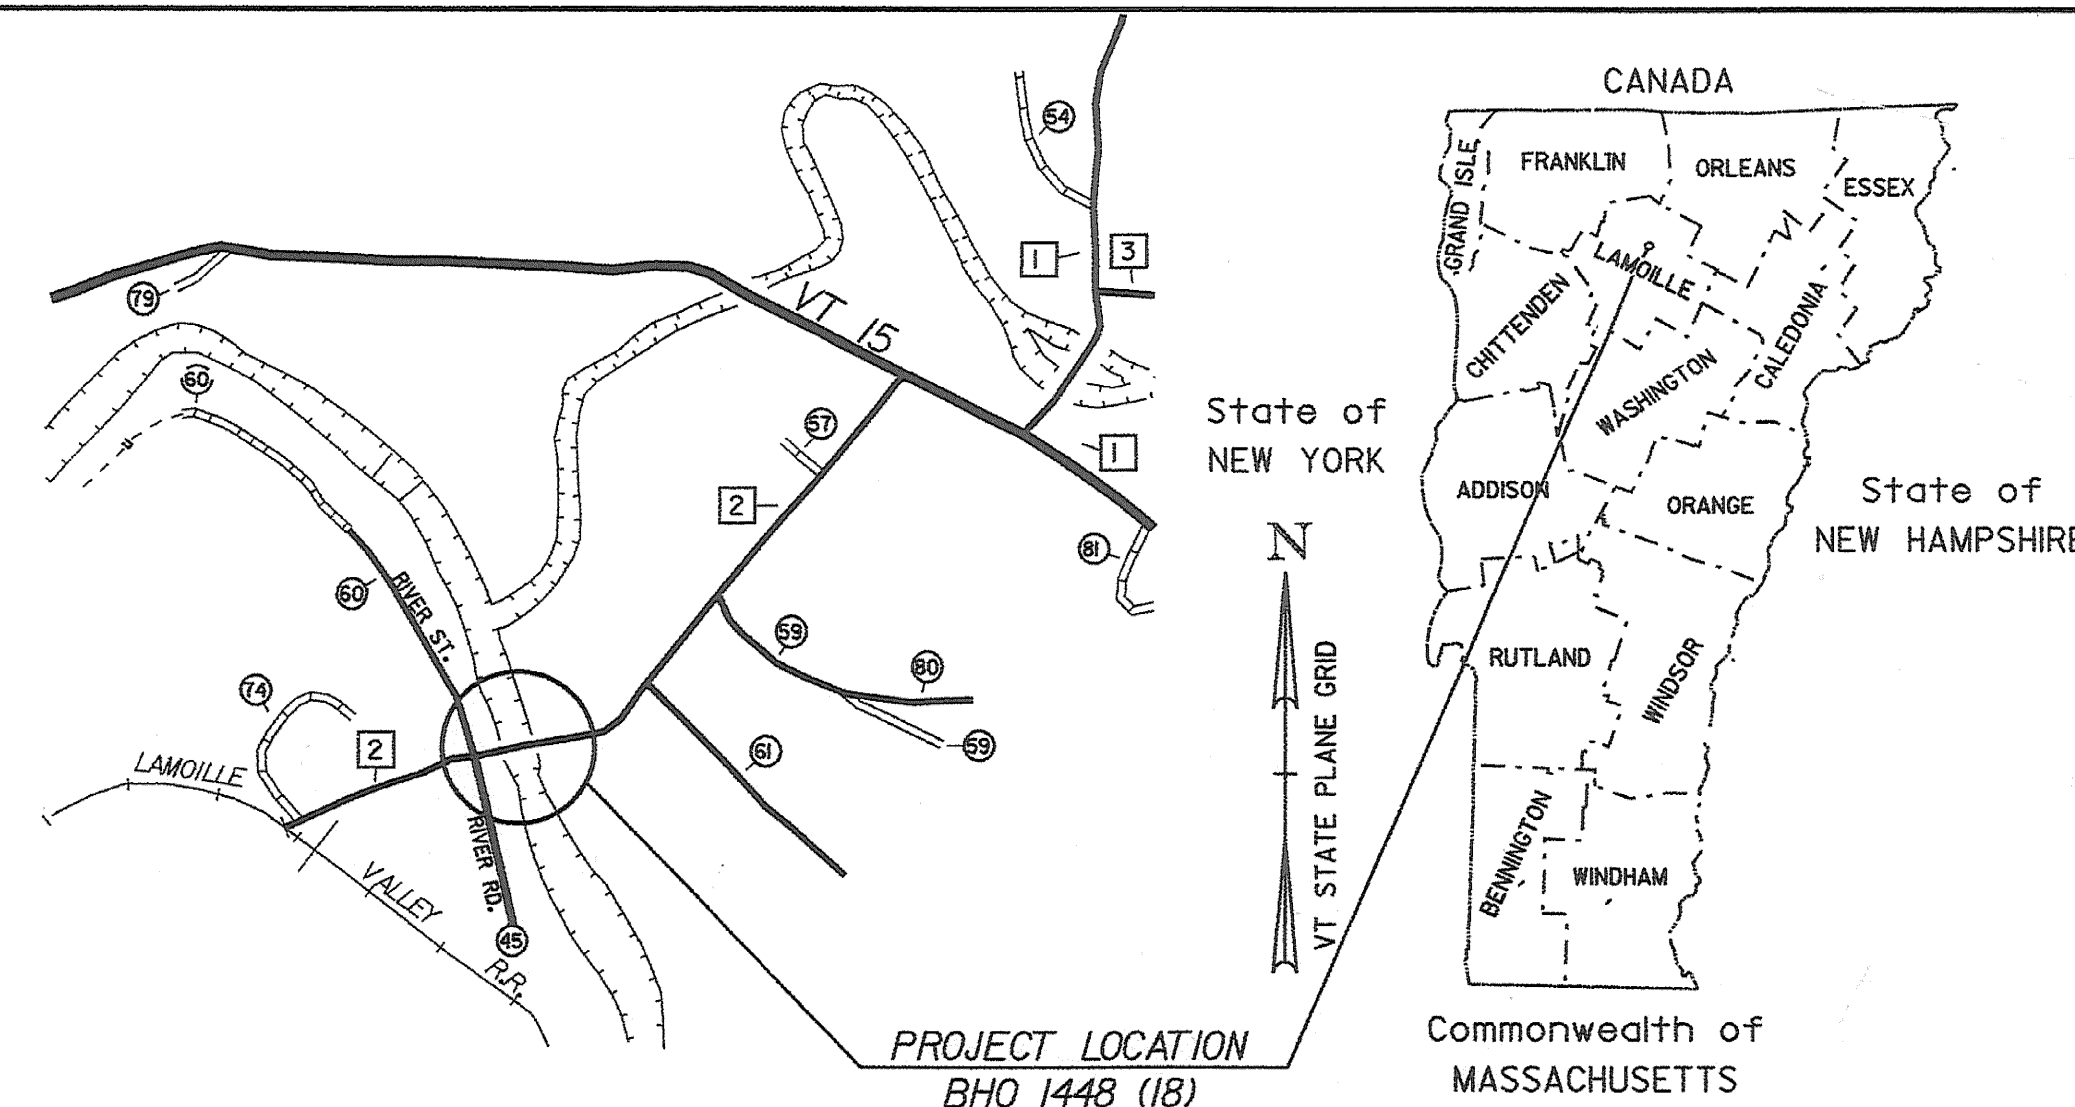 54
1
3
79
VT 15
60
57
1
2
81
60
RIVER ST.
59
80
74
59
2
61
LAMOILLE
RIVER RD.
VALLEY
45
R.R.
PROJECT LOCATION
BHO 1448 (18)
N
VT STATE PLANE GRID
CANADA
GRAND ISLE
FRANKLIN
ORLEANS
ESSEX
LAMOILLE
CHITTENDEN
CALEDONIA
WASHINGTON
State of
NEW YORK
ADDISON
ORANGE
State of
NEW HAMPSHIRE
RUTLAND
WINDSOR
BENNINGTON
WINDHAM
Commonwealth of
MASSACHUSETTS